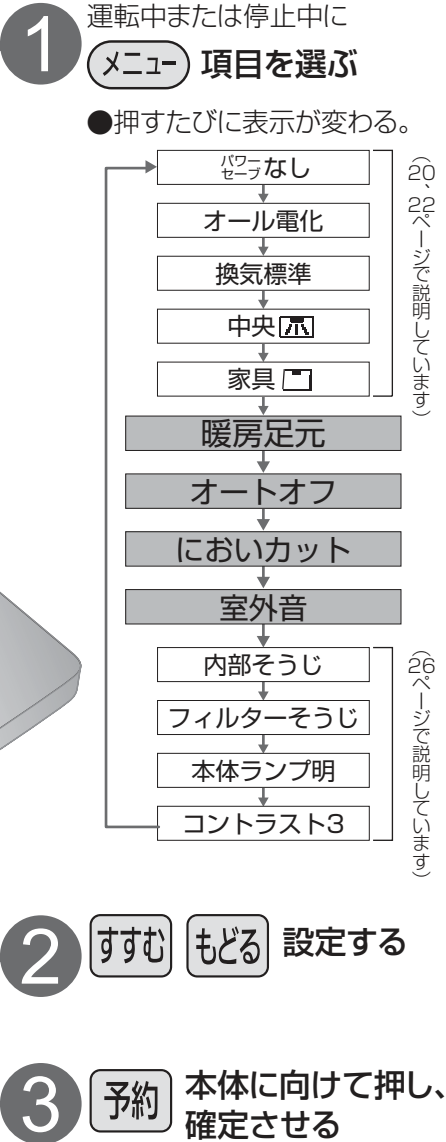 1
運転中または停止中に
メニュー 項目を選ぶ
●押すたびに表示が変わる。
パワーセーブなし
オール電化
換気標準
中央
家具
(20、22ページで説明しています)
暖房足元
オートオフ
においカット
室外音
内部そうじ
フィルターそうじ
本体ランプ明
コントラスト3
(26ページで説明しています)
2
すすむ もどる 設定する
3
予約 本体に向けて押し、
確定させる